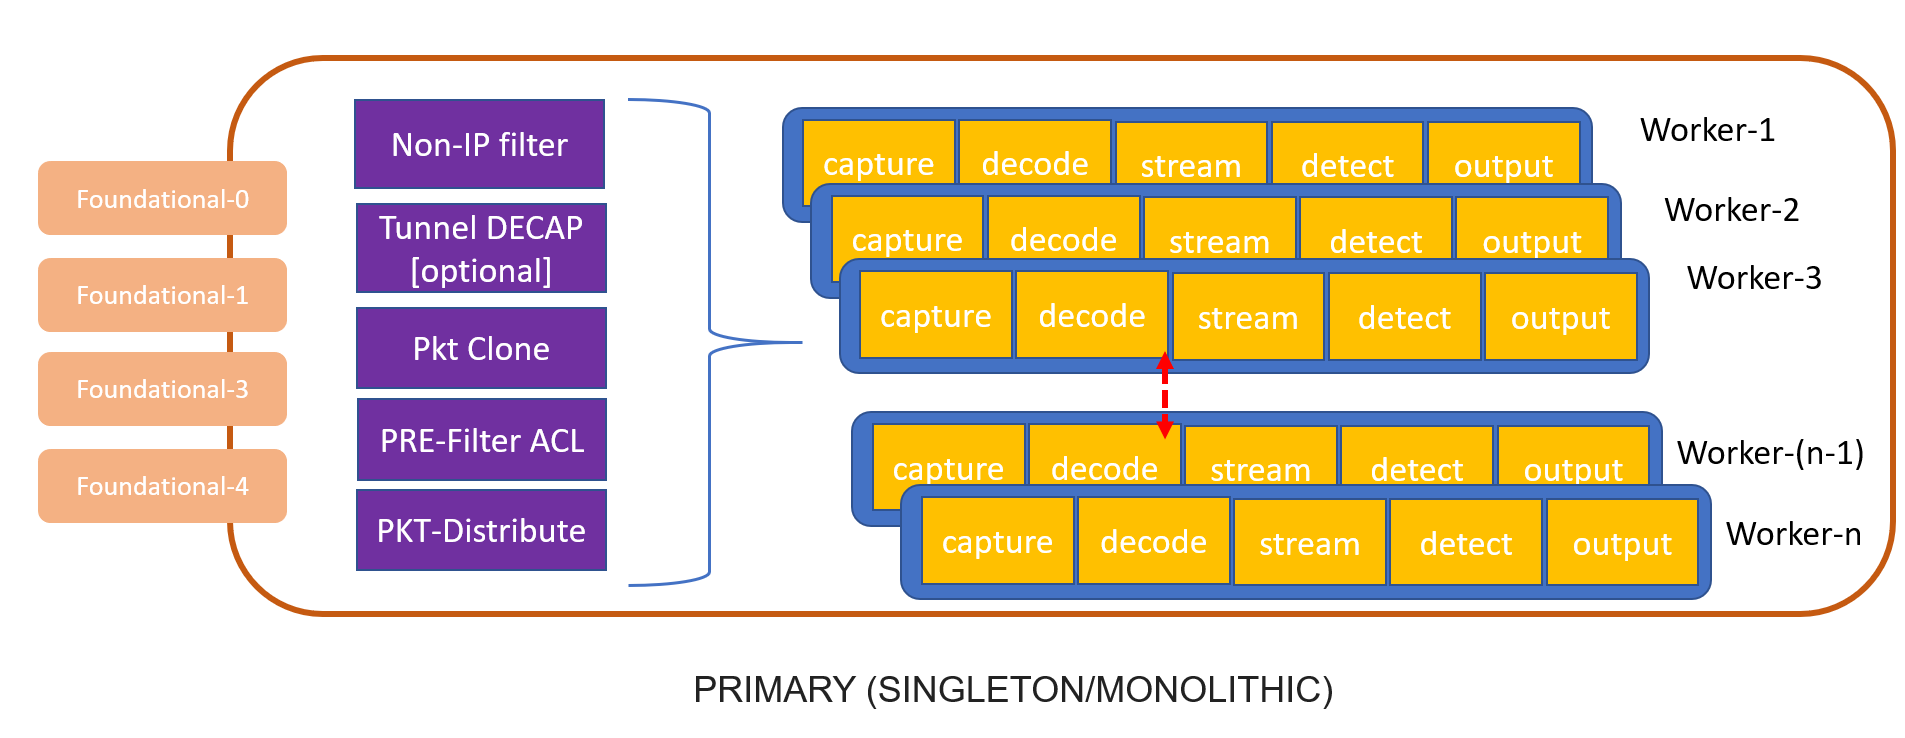 Foundational-0
Foundational-1
Foundational-3
Foundational-4
Non-IP filter
Tunnel DECAP
[optional]
Pkt Clone
PRE-Filter ACL
PKT-Distribute
capture decode stream detect output
Worker-1
capture decode stream detect output
Worker-2
capture decode stream detect output
Worker-3
capture decode stream detect output
Worker-(n-1)
capture decode stream detect output
Worker-n
PRIMARY (SINGLETON/MONOLITHIC)